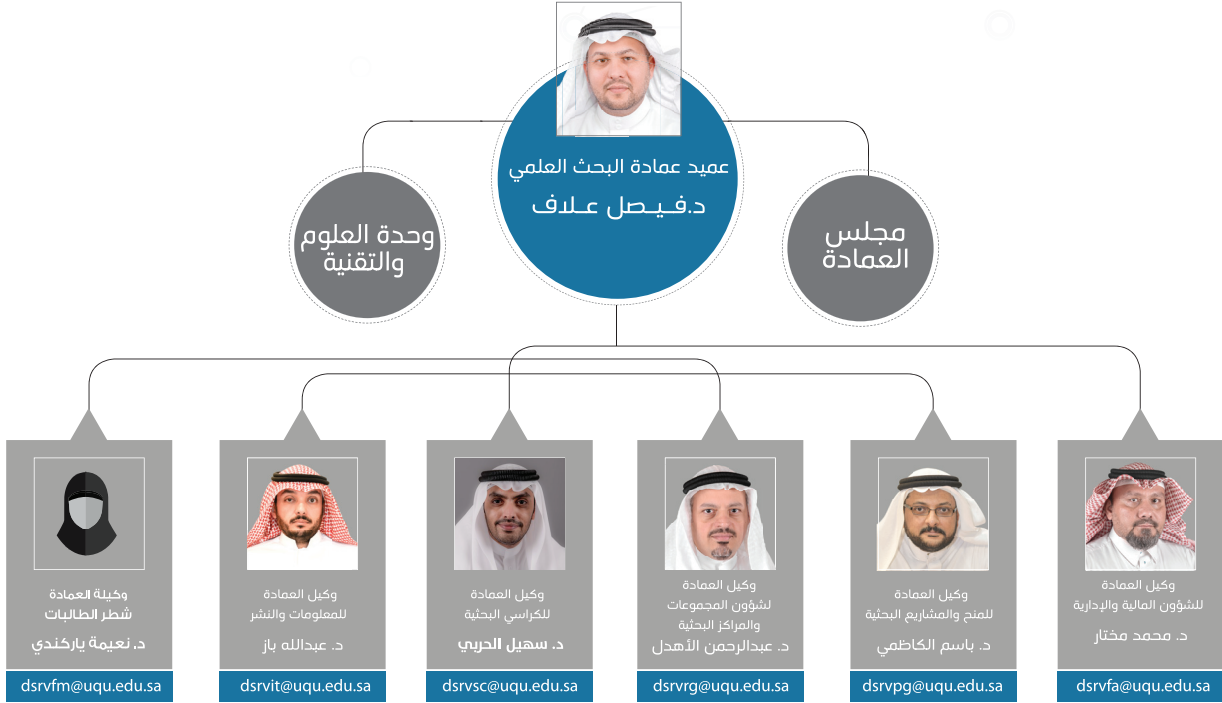 عميد عمادة البحث العلمي
د.فـيـصل عـلاف
مجلس
العمادة
وحدة العلوم
والتقنية
وكيل العمادة
للشؤون المالية والإدارية
د. محمد مختار
dsrvfa@uqu.edu.sa
وكيل العمادة
للمنح والمشاريع البحثية
د. باسم الكاظمي
dsrvpg@uqu.edu.sa
وكيل العمادة
لشؤون المجموعات
والمراكز البحثية
د. عبدالرحمن الأهدل
dsrvrg@uqu.edu.sa
وكيل العمادة
للكراسي البحثية
د. سهيل الحربي
dsrvsc@uqu.edu.sa
وكيل العمادة
للمعلومات والنشر
د. عبدالله باز
dsrvit@uqu.edu.sa
وكيلة العمادة
شطر الطالبات
د. نعيمة ياركندي
dsrvfm@uqu.edu.sa